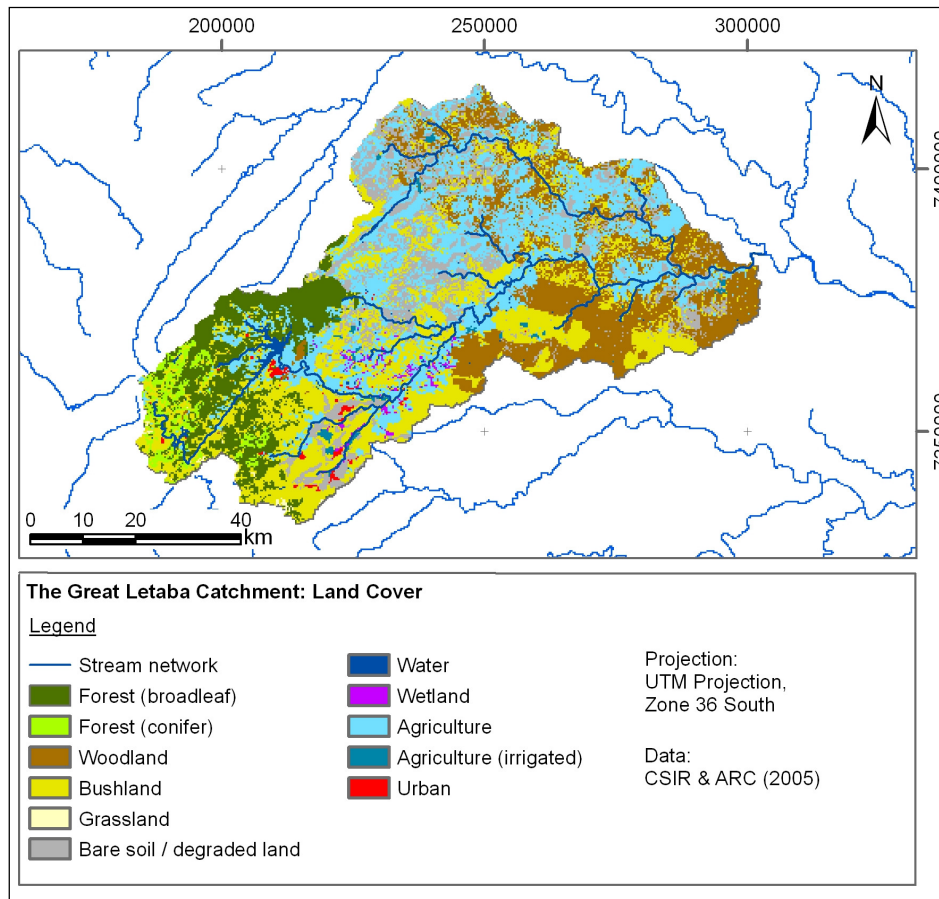 200000 250000 300000
N
7400000
7350000
0 10 20 40
km
The Great Letaba Catchment: Land Cover
Legend
Stream network
Forest (broadleaf)
Forest (conifer)
Woodland
Bushland
Grassland
Bare soil / degraded land
Water
Wetland
Agriculture
Agriculture (irrigated)
Urban
Projection:
UTM Projection,
Zone 36 South
Data:
CSIR & ARC (2005)